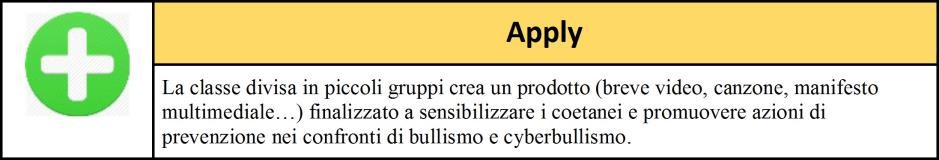 Apply
La classe divisa in piccoli gruppi crea un prodotto (breve video, canzone, manifesto
multimediale…) finalizzato a sensibilizzare i coetanei e promuovere azioni di
prevenzione nei confronti di bullismo e cyberbullismo.